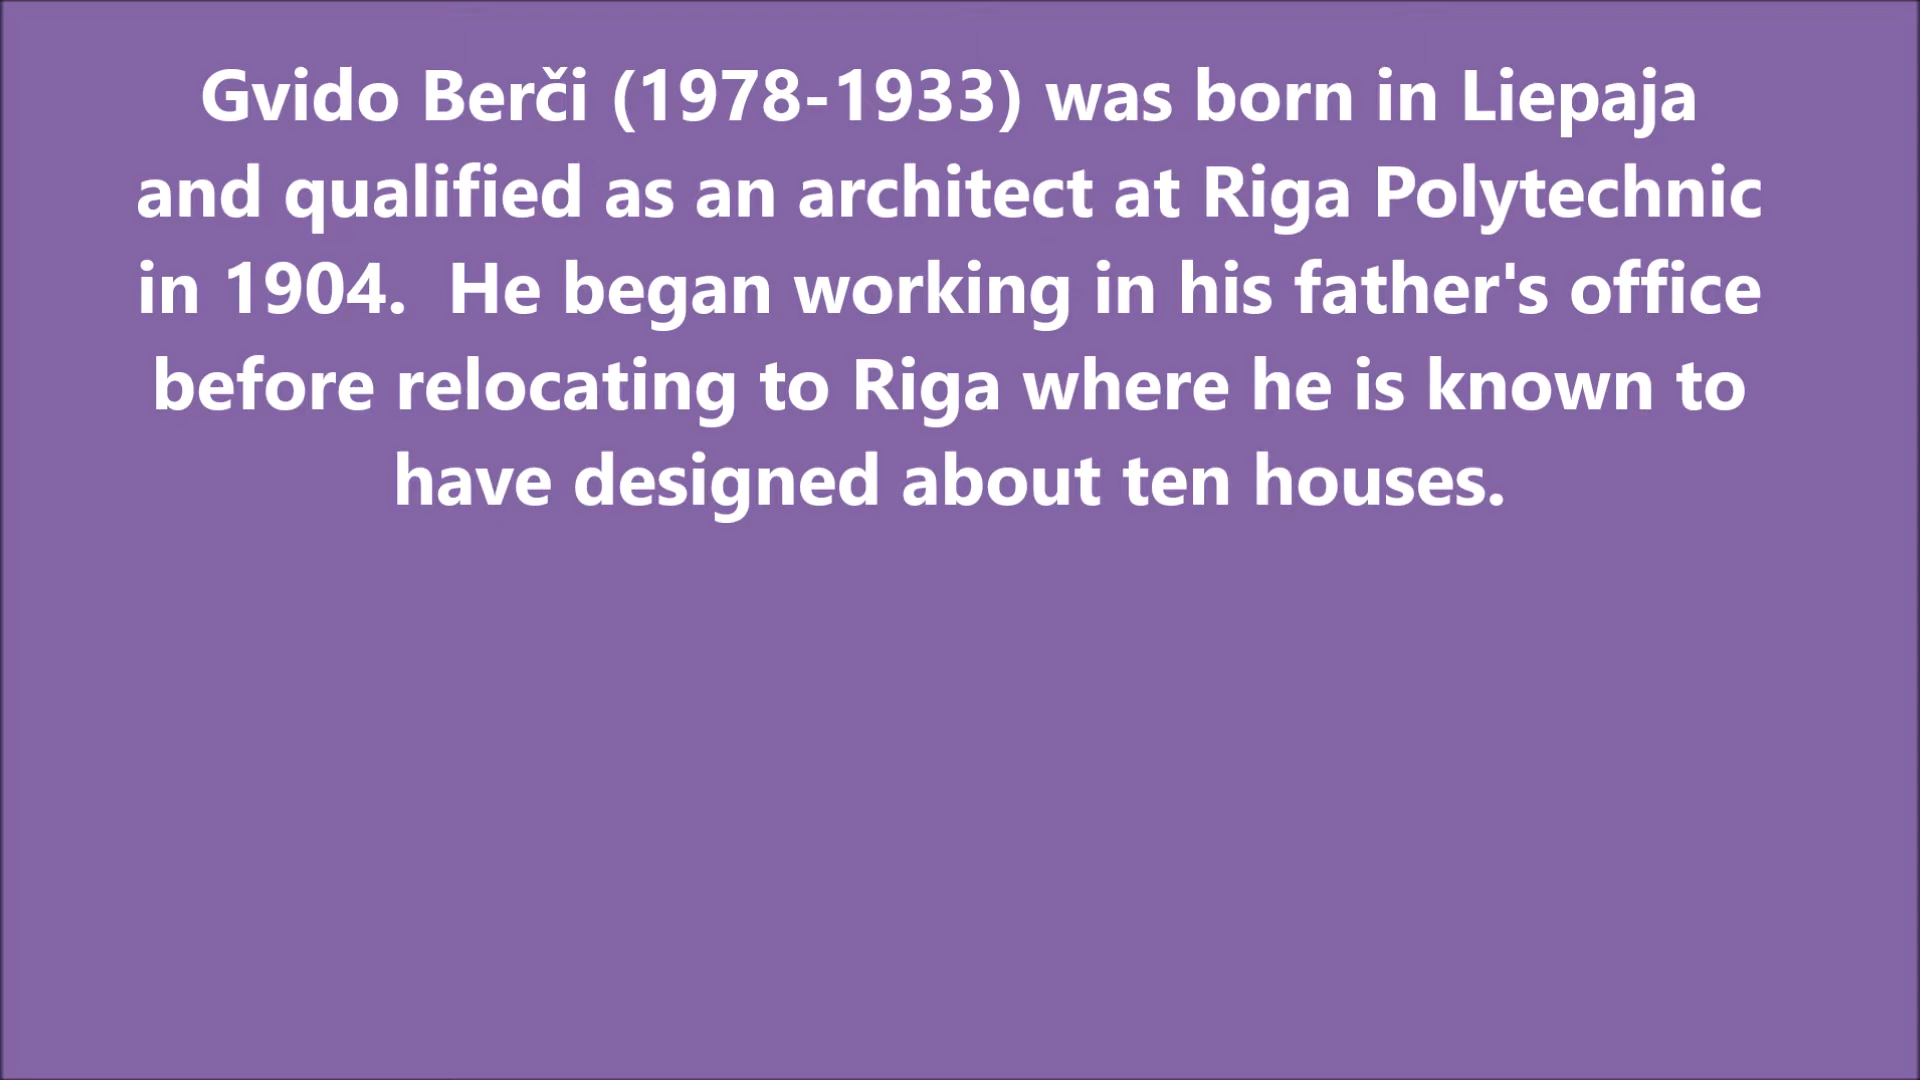 Gvido Berči (1978-1933) was born in Liepaja
and qualified as an architect at Riga Polytechnic
in 1904.  He began working in his father's office
before relocating to Riga where he is known to
have designed about ten houses.